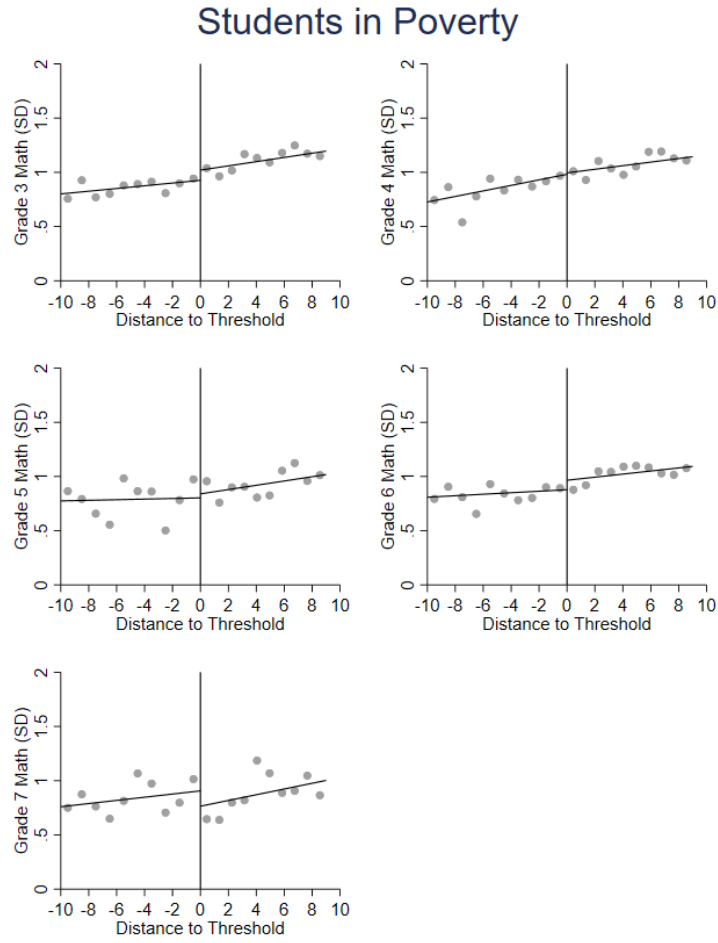 Students in Poverty
Grade 3 Math (SD)
0 .5 1 1.5 2
-10 -8 -6 -4 -2 0 2 4 6 8 10
Distance to Threshold
Grade 4 Math (SD)
0 .5 1 1.5 2
-10 -8 -6 -4 -2 0 2 4 6 8 10
Distance to Threshold
Grade 5 Math (SD)
0 .5 1 1.5 2
-10 -8 -6 -4 -2 0 2 4 6 8 10
Distance to Threshold
Grade 6 Math (SD)
0 .5 1 1.5 2
-10 -8 -6 -4 -2 0 2 4 6 8 10
Distance to Threshold
Grade 7 Math (SD)
0 .5 1 1.5 2
-10 -8 -6 -4 -2 0 2 4 6 8 10
Distance to Threshold